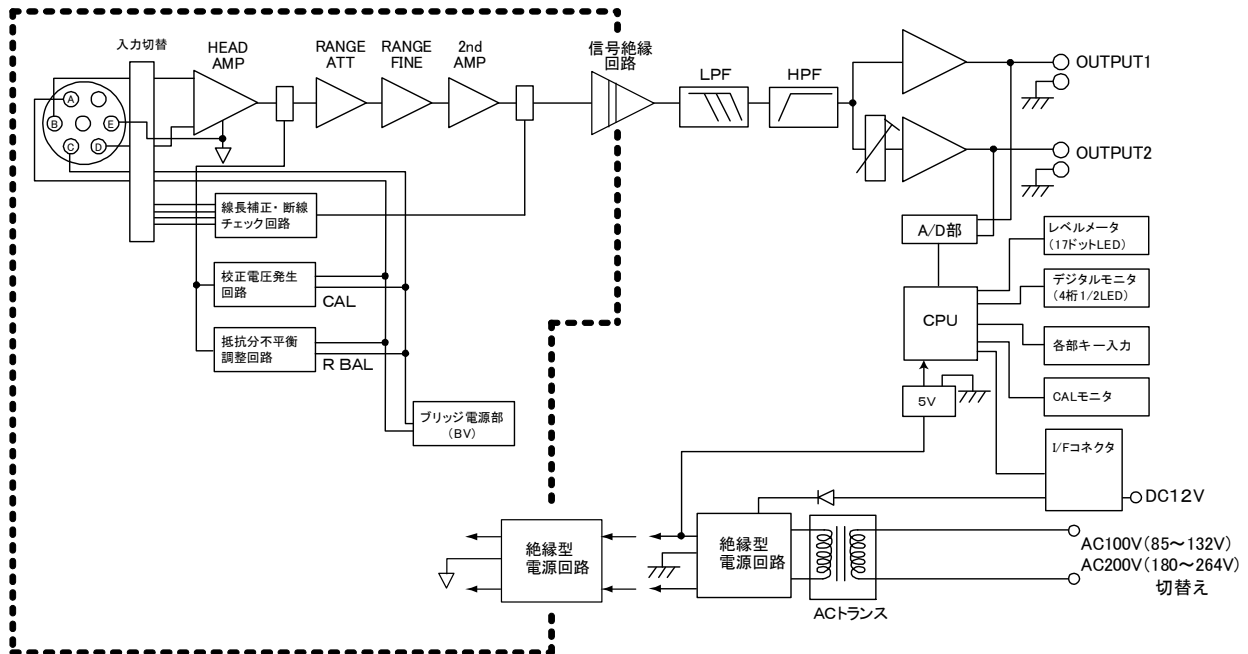 入力切替
HEAD
AMP
RANGE
ATT
RANGE
FINE
2nd
AMP
信号絶縁
回路
LPF
HPF
OUTPUT1
OUTPUT2
A
B
C
D
E
線長補正・断線
チェック回路
校正電圧発生
回路
CAL
抵抗分不平衡
調整回路
R BAL
ブリッジ電源部
(BV)
A/D部
CPU
5V
レベルメータ
(17ドットLED)
デジタルモニタ
(4桁1/2LED)
各部キー入力
CALモニタ
I/Fコネクタ
DC12V
絶縁型
電源回路
絶縁型
電源回路
ACトランス
AC100V(85～132V)
AC200V(180～264V)
切替え